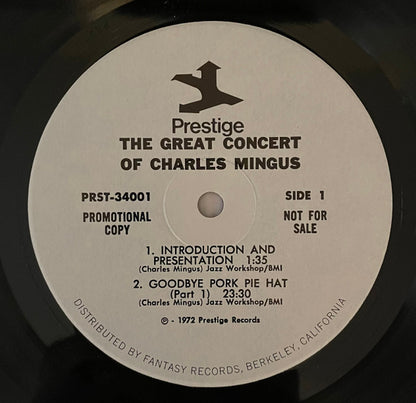 Prestige
THE GREAT CONCERT
OF CHARLES MINGUS
PRST-34001
SIDE 1
PROMOTIONAL
COPY
NOT FOR
SALE
1. INTRODUCTION AND
PRESENTATION 1:35
(Charles Mingus) Jazz Workshop/BMI
2. GOODBYE PORK PIE HAT
(Part 1) 23:30
(Charles Mingus) Jazz Workshop/BMI
℗ - 1972 Prestige Records
DISTRIBUTED BY FANTASY RECORDS, BERKELEY, CALIFORNIA